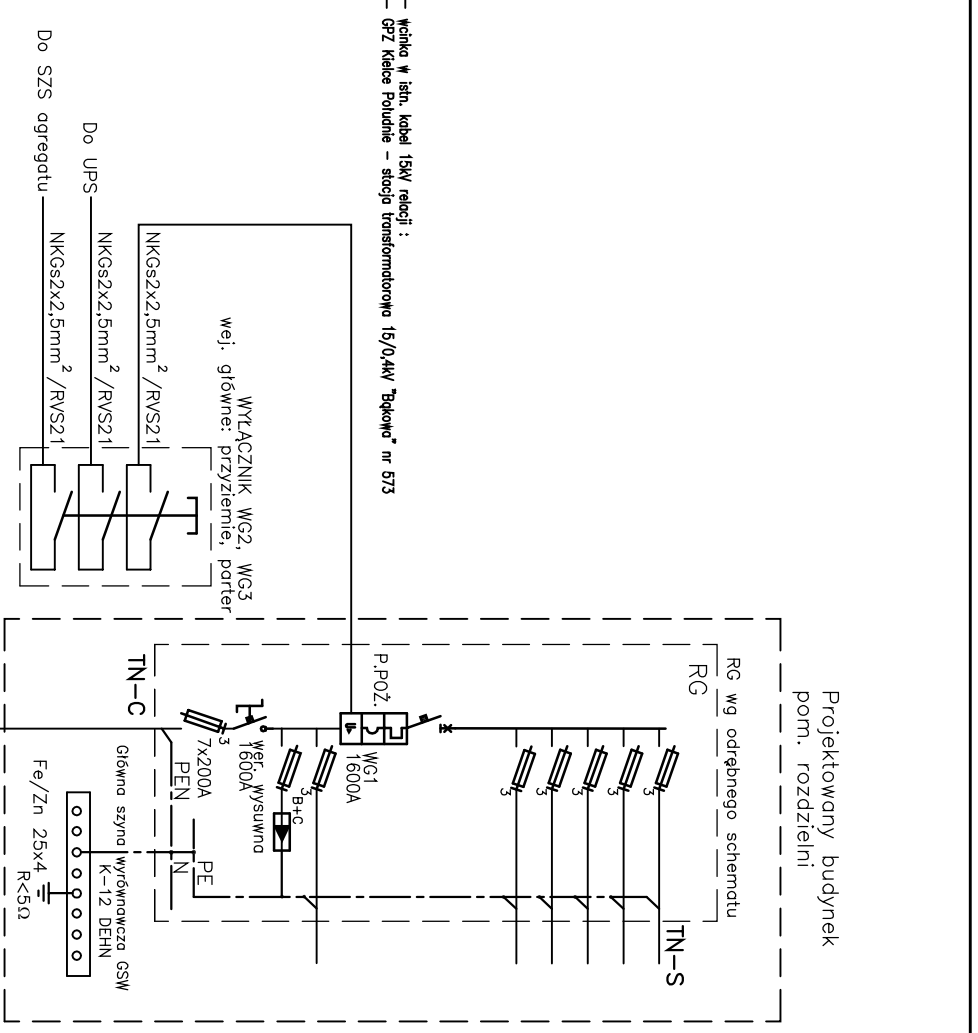 – wcinka w istn. kabel 15kV relacji :
– GPZ Kielce Południe – stacja transformatorowa 15/0,4kV "Bąkowa" nr 573
Projektowany budynek
pom. rozdzielni
RG wg odrębnego schematu
RG
TN-S
3
3
3
3
3
WG1
1600A
P.POŻ.
U<
3
B+C
wer. wysuwna
1600A
3
7x200A
TN-C
PEN
N
PE
Główna szyna wyrównawcza GSW
K-12 DEHN
Fe/Zn 25x4
R<5Ω
WYŁĄCZNIK WG2, WG3
wej. główne: przyziemie, parter
NKGs2x2,5mm² /RVS21
Do UPS
NKGs2x2,5mm² /RVS21
Do SZS agregatu
NKGs2x2,5mm² /RVS21